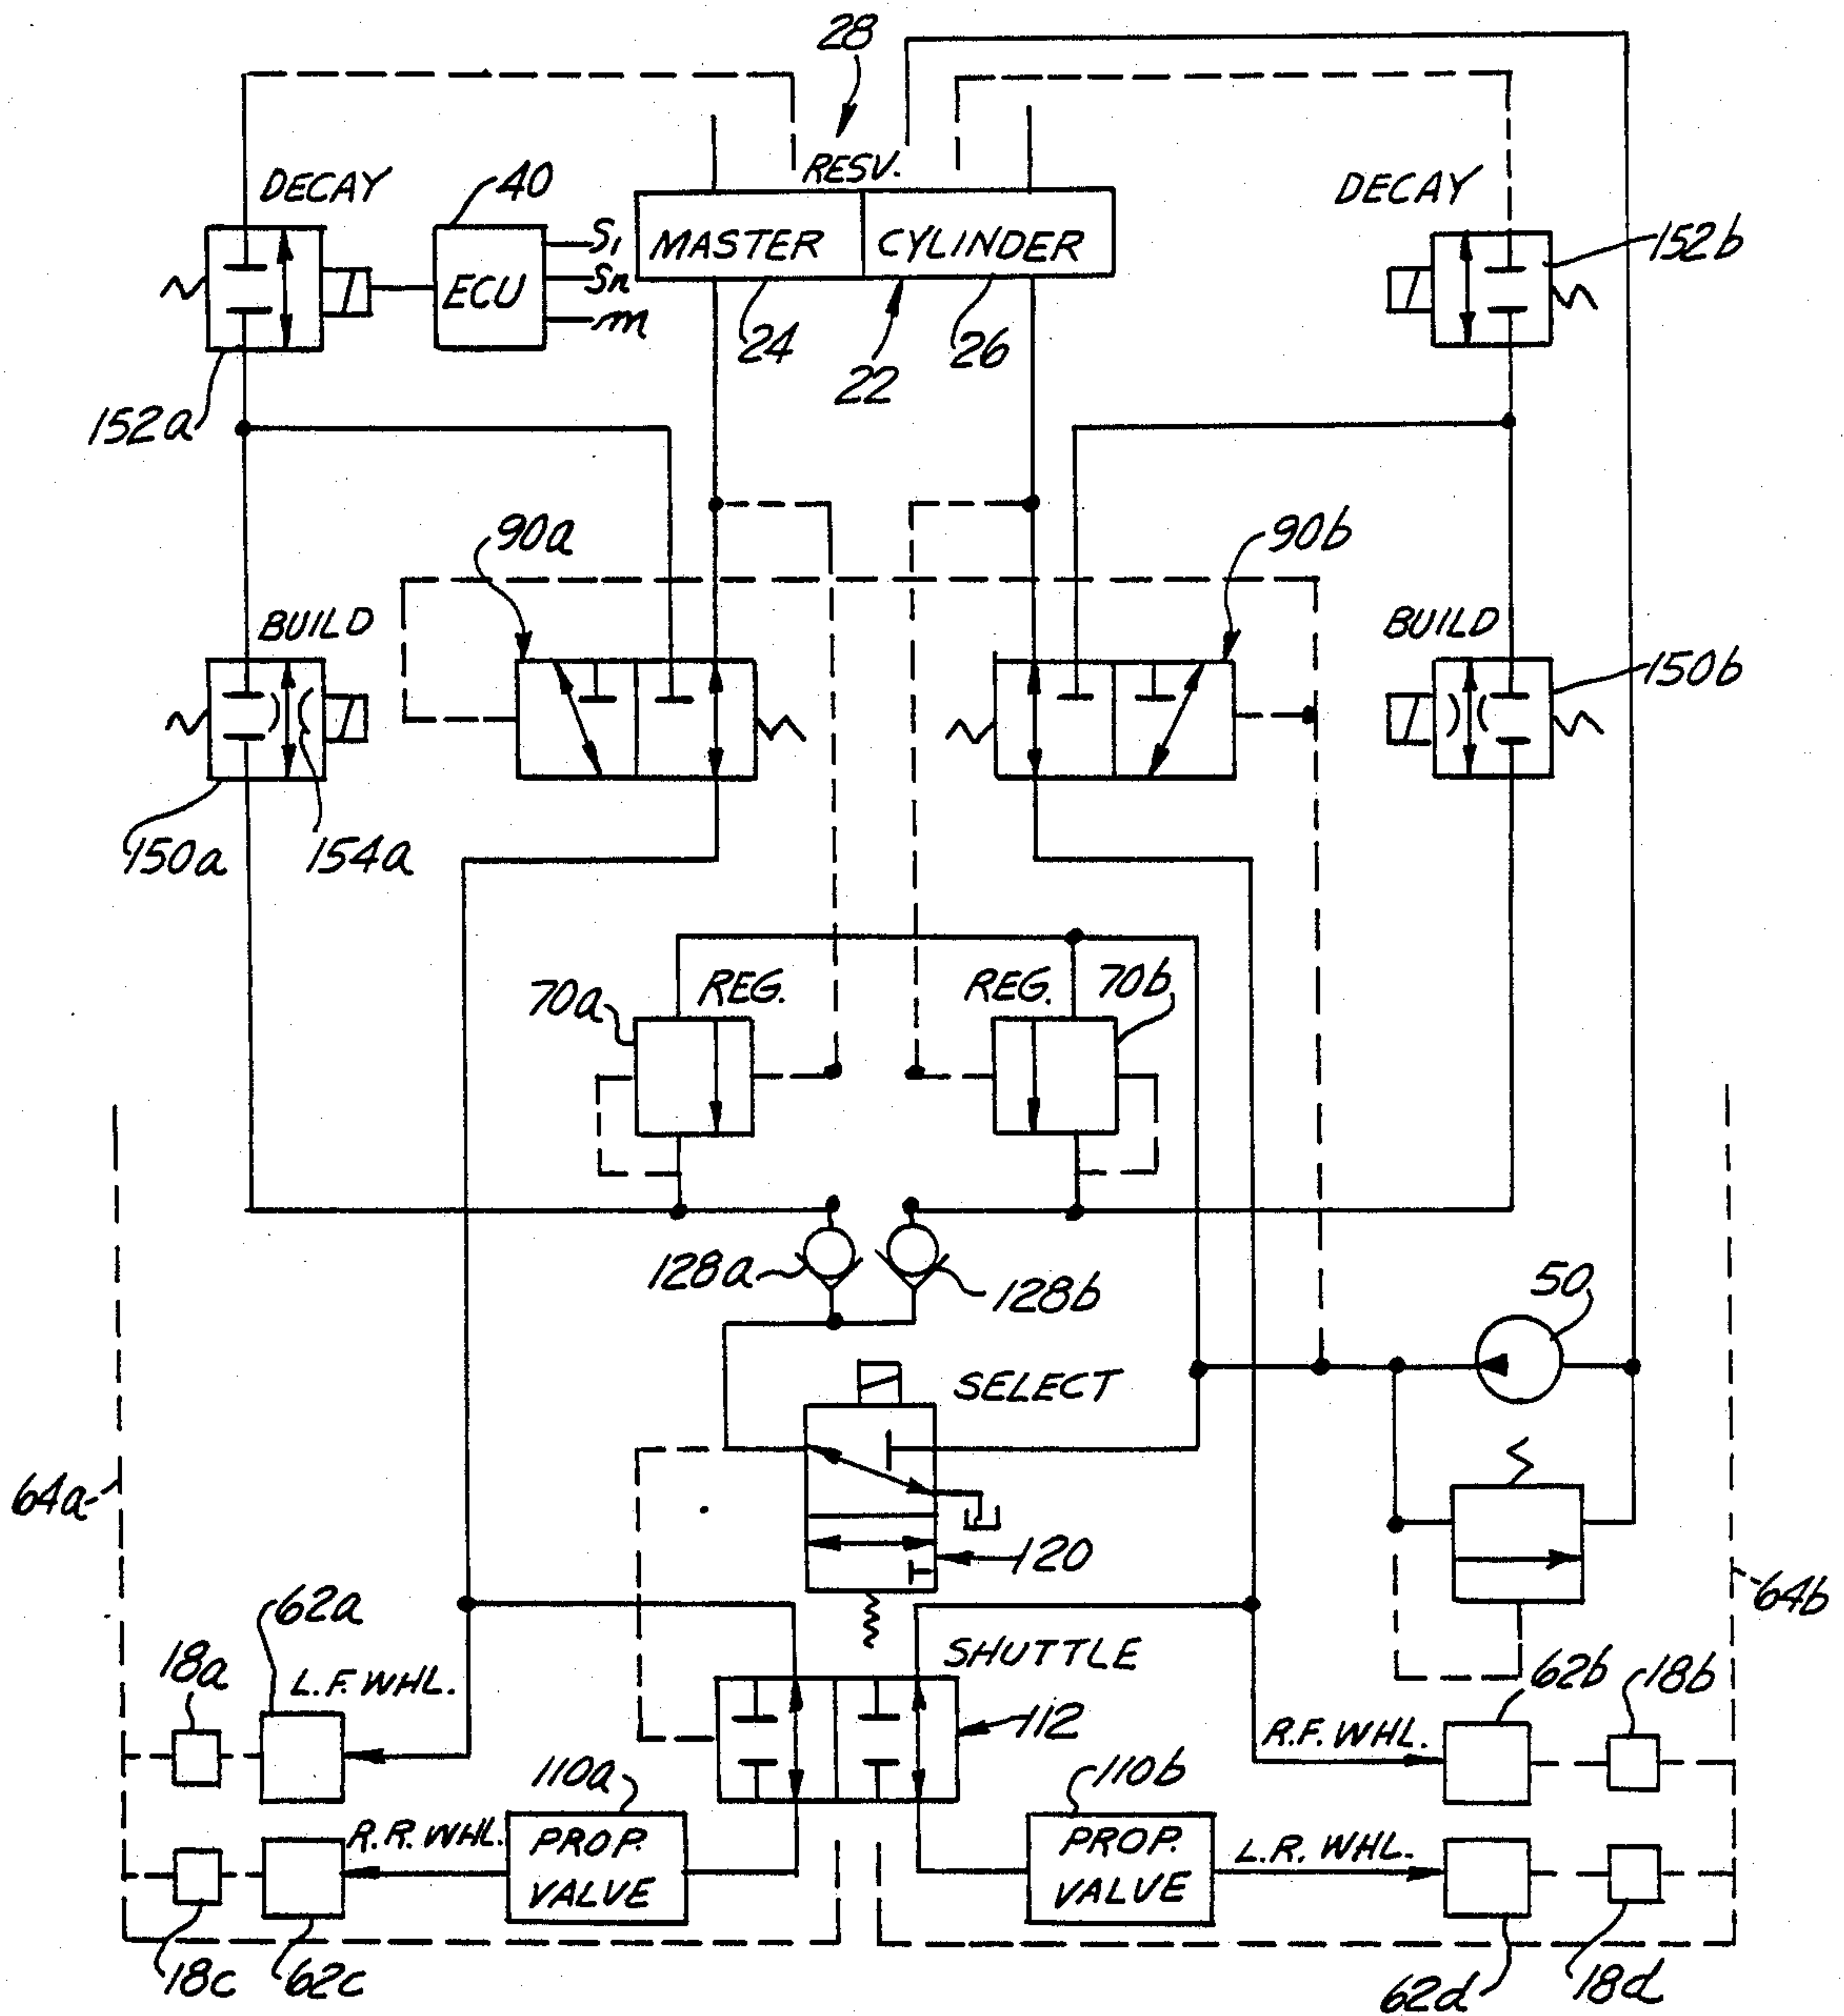 28
RESV.
DECAY
40
DECAY
152b
ECU
S1
Sn
m
MASTER
CYLINDER
24
22
26
152a
90a
90b
BUILD
BUILD
150b
150a
154a
70a
REG.
REG.
70b
128a
128b
50
SELECT
64a
120
64b
62a
18a
L.F. WHL.
SHUTTLE
62b
18b
112
R.F. WHL.
110a
110b
R.R. WHL.
PROP.
VALVE
PROP.
VALVE
L.R. WHL.
18c
62c
62d
18d